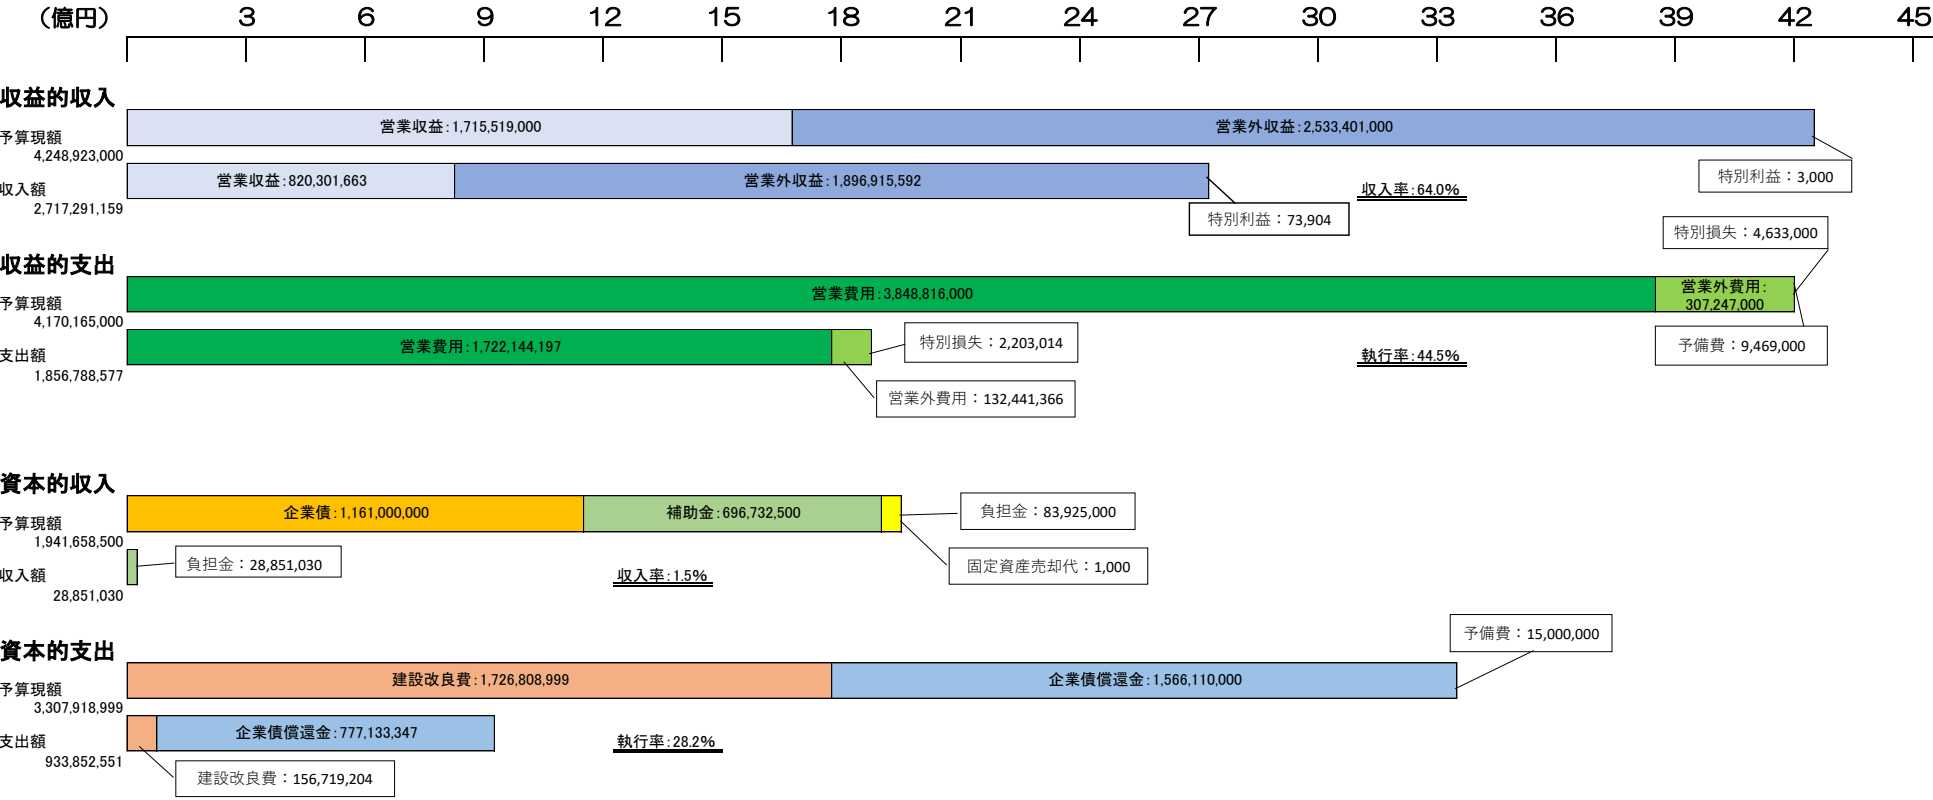 （億円） 3 6 9 12 15 18 21 24 27 30 33 36 39 42 45
収益的収入
予算現額
4,248,923,000
営業収益：1,715,519,000
営業外収益：2,533,401,000
特別利益：3,000
収入額
2,717,291,159
営業収益：820,301,663
営業外収益：1,896,915,592
特別利益：73,904
収入率：64.0%
収益的支出
予算現額
4,170,165,000
営業費用：3,848,816,000
営業外費用：
307,247,000
特別損失：4,633,000
予備費：9,469,000
支出額
1,856,788,577
営業費用：1,722,144,197
特別損失：2,203,014
営業外費用：132,441,366
執行率：44.5%
資本的収入
予算現額
1,941,658,500
企業債：1,161,000,000
補助金：696,732,500
負担金：83,925,000
固定資産売却代：1,000
収入額
28,851,030
負担金：28,851,030
収入率：1.5%
資本的支出
予算現額
3,307,918,999
建設改良費：1,726,808,999
企業債償還金：1,566,110,000
予備費：15,000,000
支出額
933,852,551
企業債償還金：777,133,347
建設改良費：156,719,204
執行率：28.2%